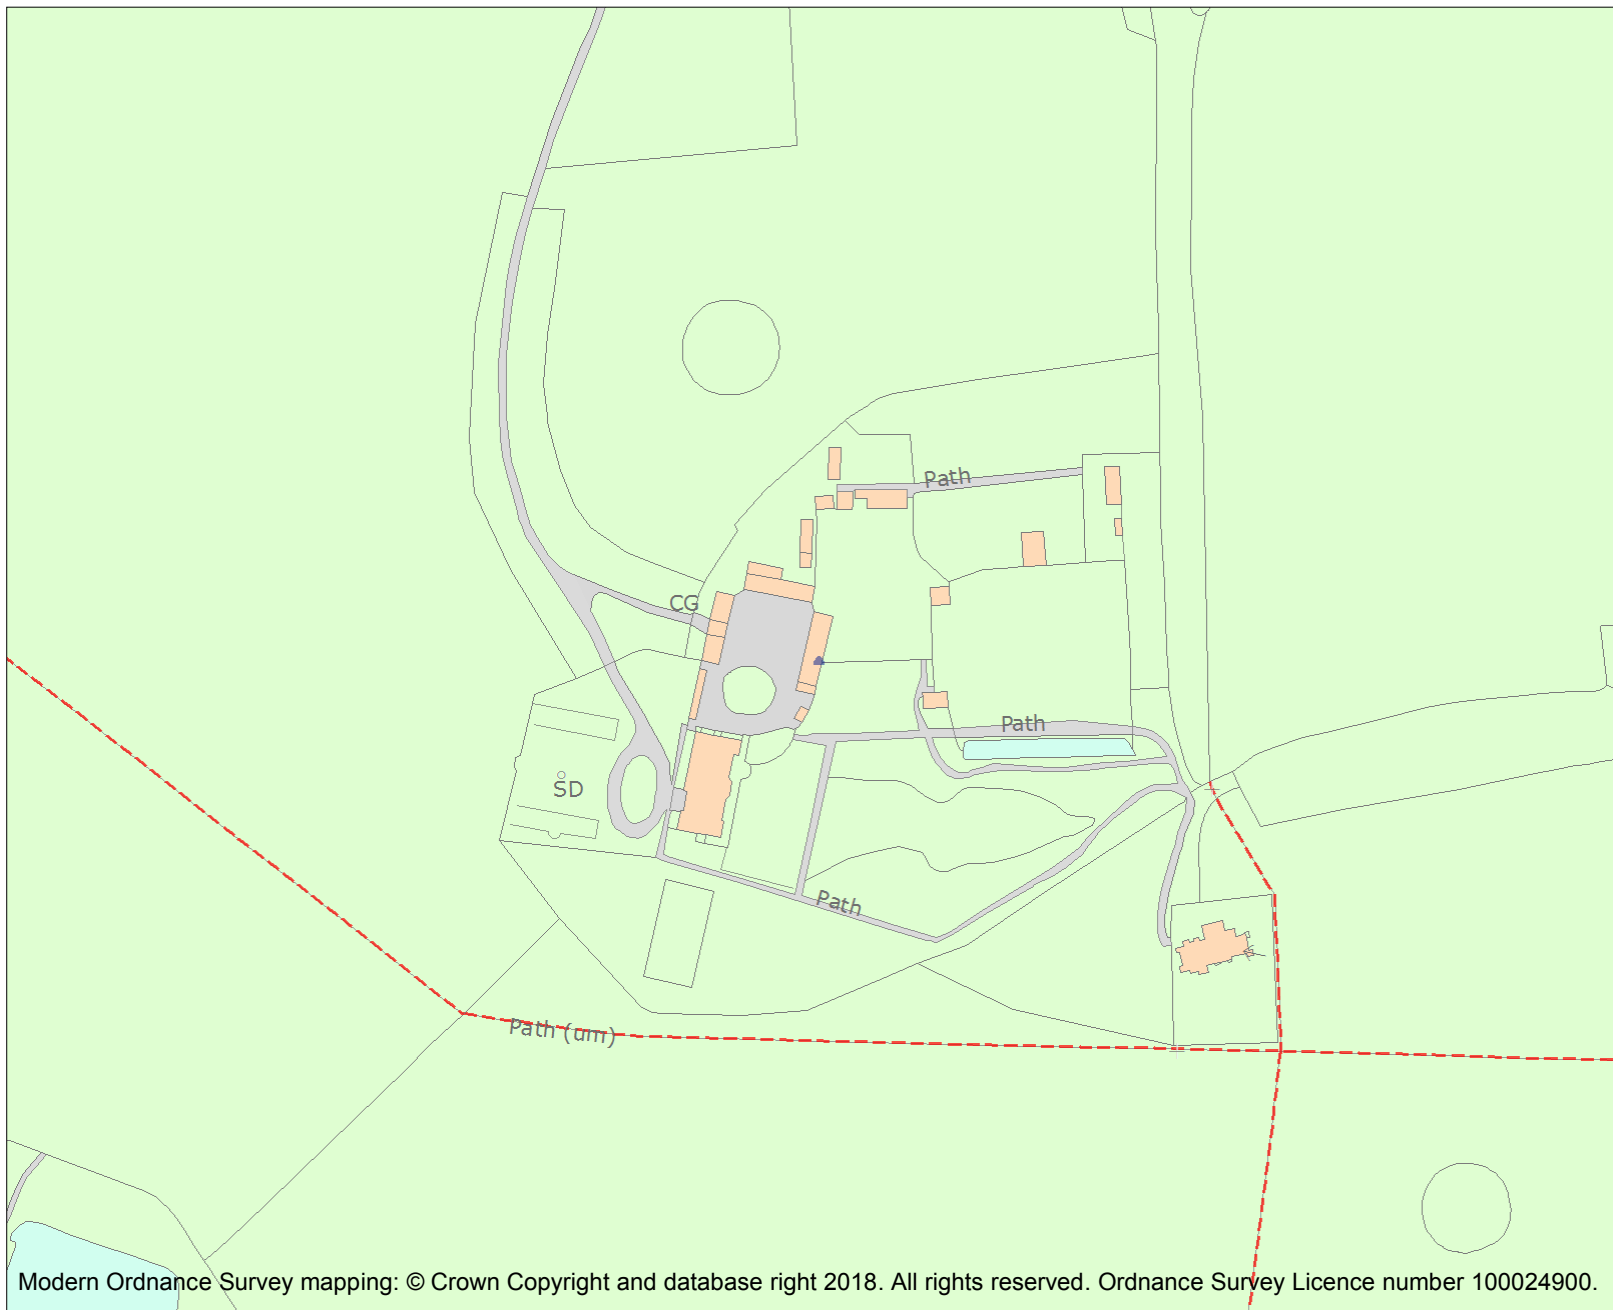 Path
CG
Path
SD
Path
Path (um)
Modern Ordnance Survey mapping: © Crown Copyright and database right 2018. All rights reserved. Ordnance Survey Licence number 100024900.